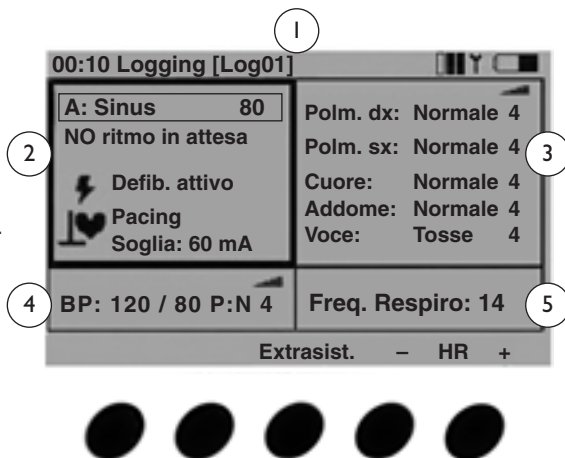 1
00:10 Logging [Log01]
2
A: Sinus 80
NO ritmo in attesa
Defib. attivo
Pacing
Soglia: 60 mA
3
Polm. dx: Normale 4
Polm. sx: Normale 4
Cuore: Normale 4
Addome: Normale 4
Voce: Tosse 4
4
BP: 120 / 80 P:N 4
Freq. Respiro: 14
5
Extrasist. – HR +